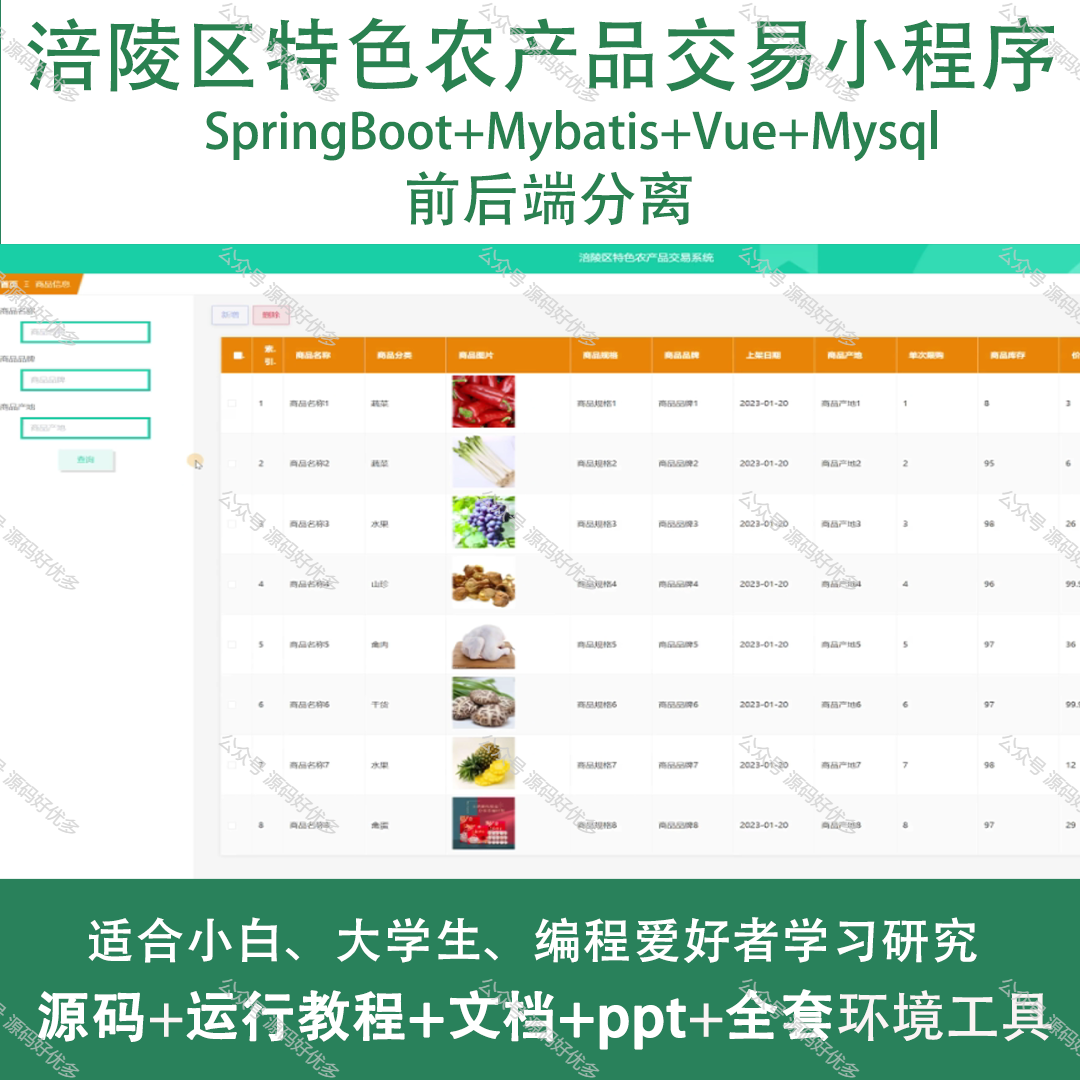 涪陵区特色农产品交易小程序
SpringBoot+Mybatis+Vue+Mysql
前后端分离
涪陵区特色农产品交易系统
首页 商品信息
商品名称
商品名称
商品品牌
商品品牌
商品产地
商品产地
查询
新增 删除
索引 商品名称 商品分类 商品图片 商品规格 商品品牌 上架日期 商品产地 单次限购 商品库存 价
1 商品名称1 蔬菜 商品规格1 商品品牌1 2023-01-20 商品产地1 1 8 3
2 商品名称2 蔬菜 商品规格2 商品品牌2 2023-01-20 商品产地2 2 95 6
3 商品名称3 水果 商品规格3 商品品牌3 2023-01-20 商品产地3 3 98 26
4 商品名称4 山珍 商品规格4 商品品牌4 2023-01-20 商品产地4 4 96 99.9
5 商品名称5 禽肉 商品规格5 商品品牌5 2023-01-20 商品产地5 5 97 36
6 商品名称6 干货 商品规格6 商品品牌6 2023-01-20 商品产地6 6 97 99.9
7 商品名称7 水果 商品规格7 商品品牌7 2023-01-20 商品产地7 7 98 12
8 商品名称8 禽蛋 商品规格8 商品品牌8 2023-01-20 商品产地8 8 97 29
适合小白、大学生、编程爱好者学习研究
源码+运行教程+文档+ppt+全套环境工具
公众号 源码好优多